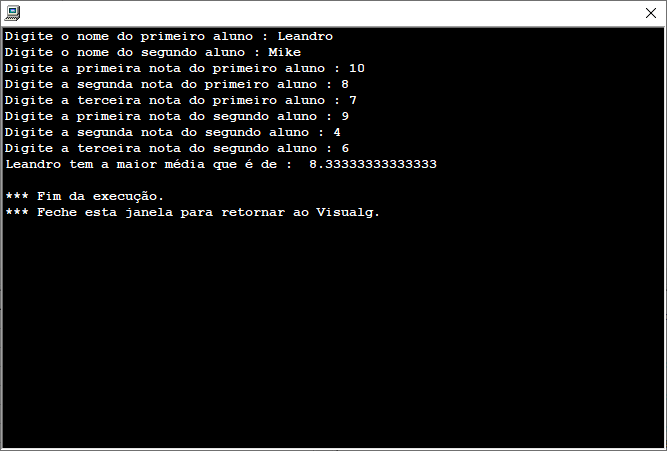 Digite o nome do primeiro aluno : Leandro
Digite o nome do segundo aluno : Mike
Digite a primeira nota do primeiro aluno : 10
Digite a segunda nota do primeiro aluno : 8
Digite a terceira nota do primeiro aluno : 7
Digite a primeira nota do segundo aluno : 9
Digite a segunda nota do segundo aluno : 4
Digite a terceira nota do segundo aluno : 6
Leandro tem a maior média que é de :  8.33333333333333
*** Fim da execução.
*** Feche esta janela para retornar ao Visualg.